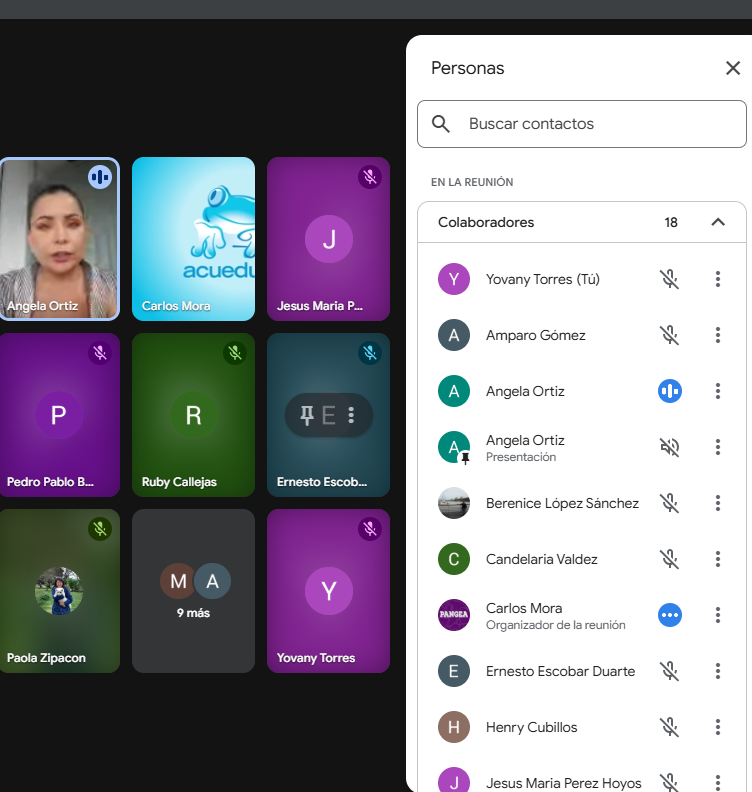 Angela Ortiz
acuedu
Carlos Mora
J
Jesus Maria P...
P
Pedro Pablo B...
R
Ruby Callejas
E
Ernesto Escob...
Paola Zipacon
M
A
9 más
Y
Yovany Torres
Personas
Buscar contactos
EN LA REUNIÓN
Colaboradores 18
Y Yovany Torres (Tú)
A Amparo Gómez
A Angela Ortiz
A Angela Ortiz
Presentación
Berenice López Sánchez
C Candelaria Valdez
PANGEA Carlos Mora
Organizador de la reunión
E Ernesto Escobar Duarte
H Henry Cubillos
J Jesus Maria Perez Hoyos